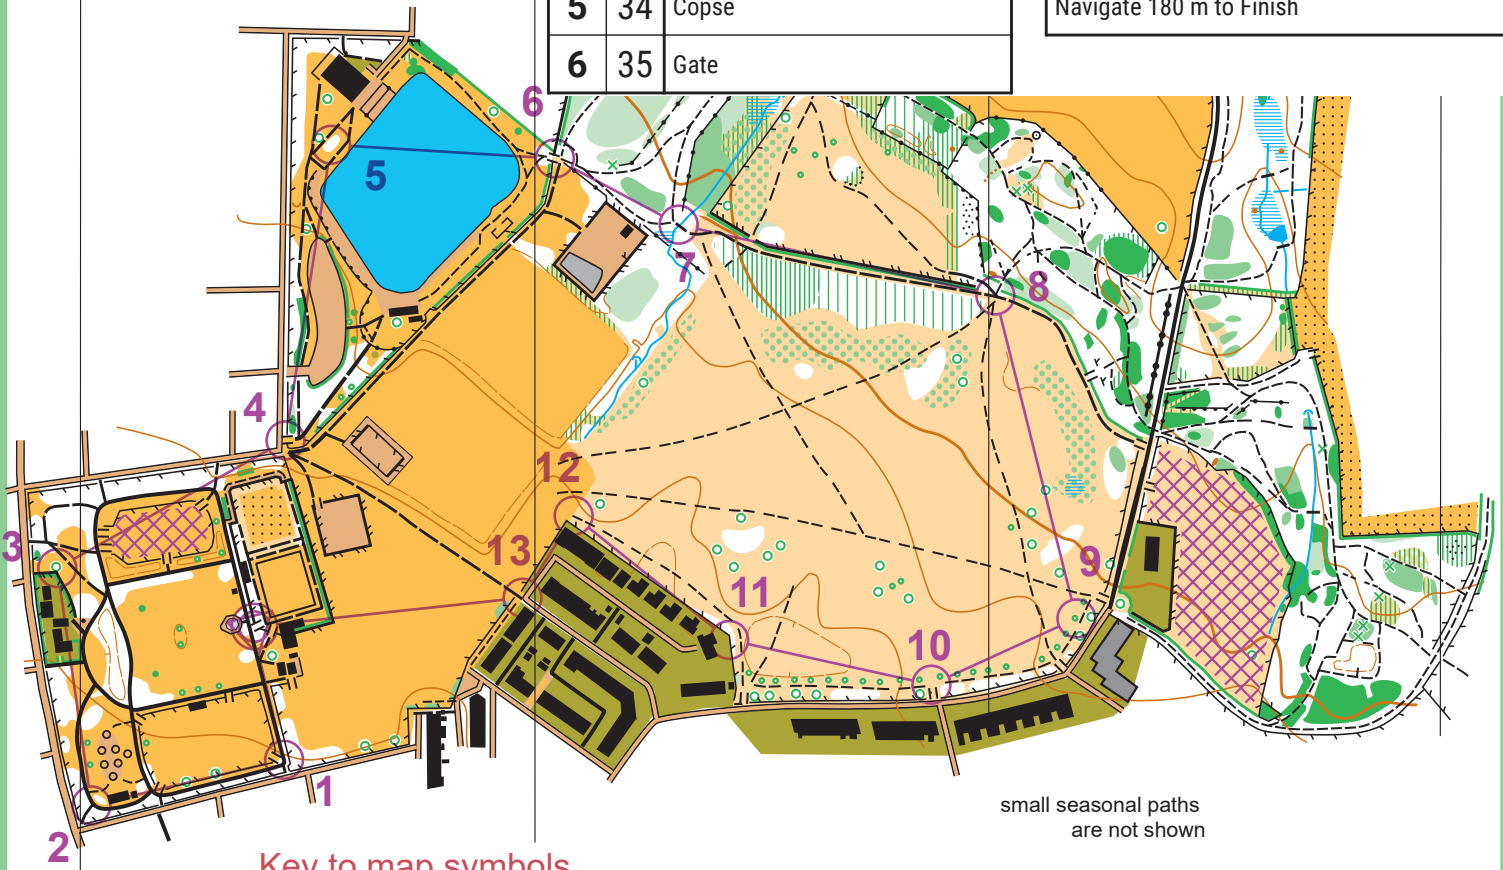 5 34 Copse
6 35 Gate
Navigate 180 m to Finish
6
5
7
8
4
12
3
13
9
11
10
1
2
small seasonal paths
are not shown
Key to map symbols